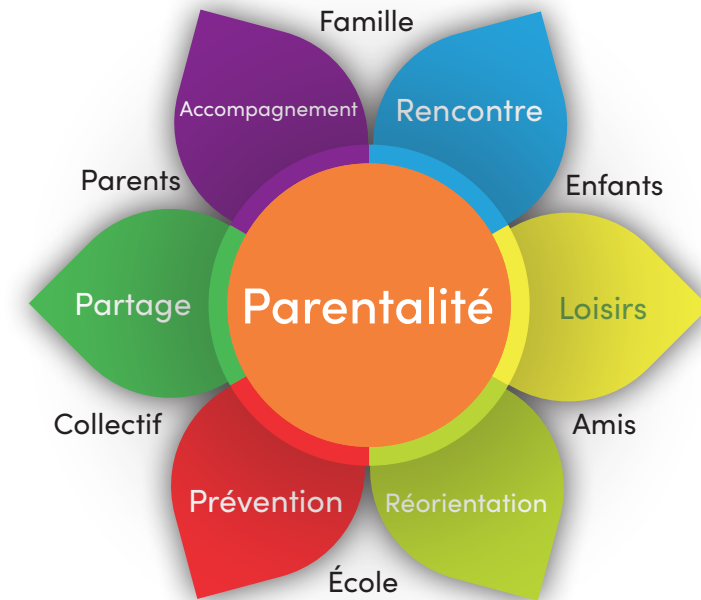 Famille
Accompagnement
Rencontre
Parents
Enfants
Partage
Parentalité
Loisirs
Collectif
Amis
Prévention
Réorientation
École